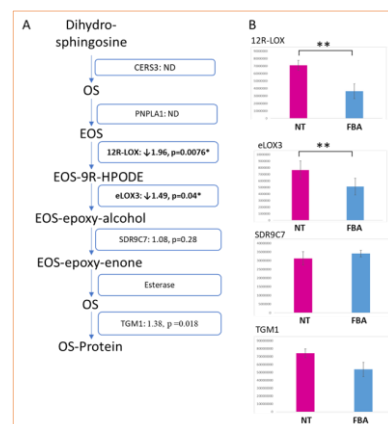 A
Dihydro-
sphingosine
CERS3: ND
OS
PNPLA1: ND
EOS
12R-LOX: ↓1.96, p=0.0076*
EOS-9R-HPODE
eLOX3: ↓1.49, p=0.04*
EOS-epoxy-alcohol
SDR9C7: 1.08, p=0.28
EOS-epoxy-enone
Esterase
OS
TGM1: 1.38, p =0.018
OS-Protein
B
12R-LOX
**
NT FBA
eLOX3
**
NT FBA
SDR9C7
NT FBA
TGM1
NT FBA